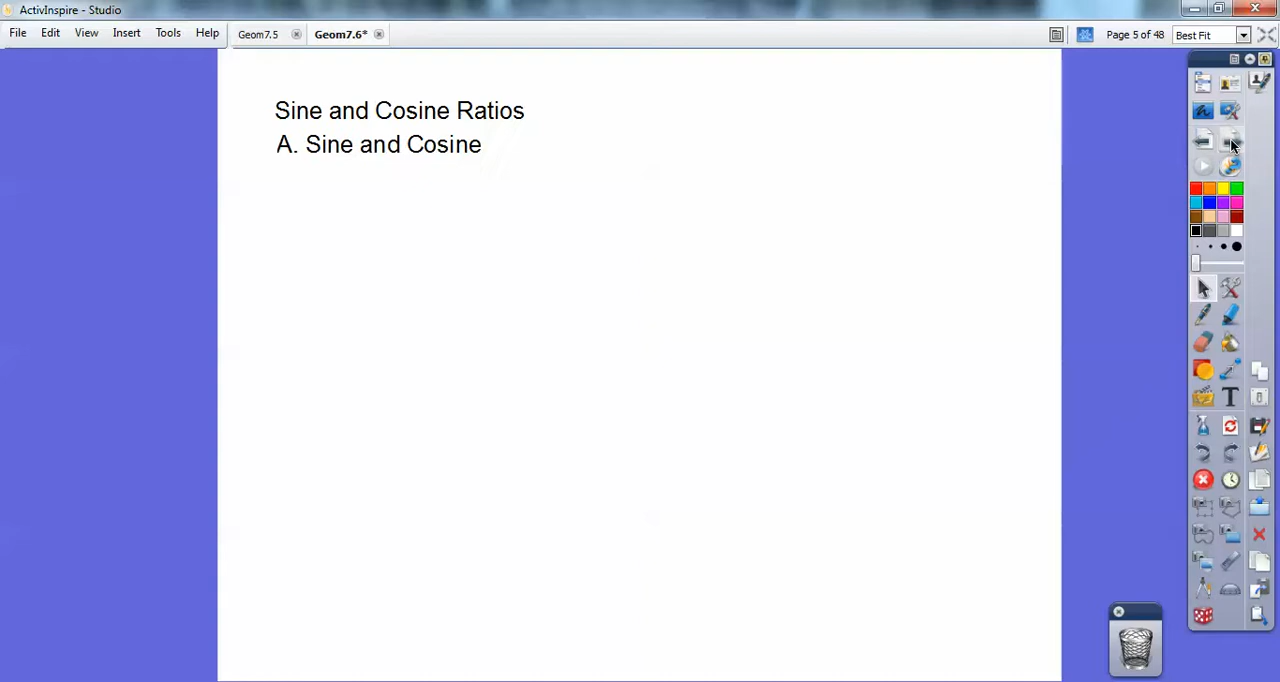 ActivInspire - Studio
File Edit View Insert Tools Help Geom7.5 Geom7.6* Page 5 of 48 Best Fit
Sine and Cosine Ratios
A. Sine and Cosine